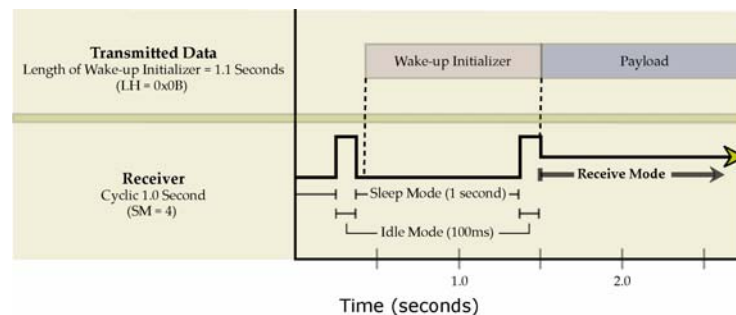 Transmitted Data
Length of Wake-up Initializer = 1.1 Seconds
(LH = 0x0B)
Wake-up Initializer
Payload
Receiver
Cyclic 1.0 Second
(SM = 4)
Sleep Mode (1 second)
Receive Mode
Idle Mode (100ms)
1.0
2.0
Time (seconds)